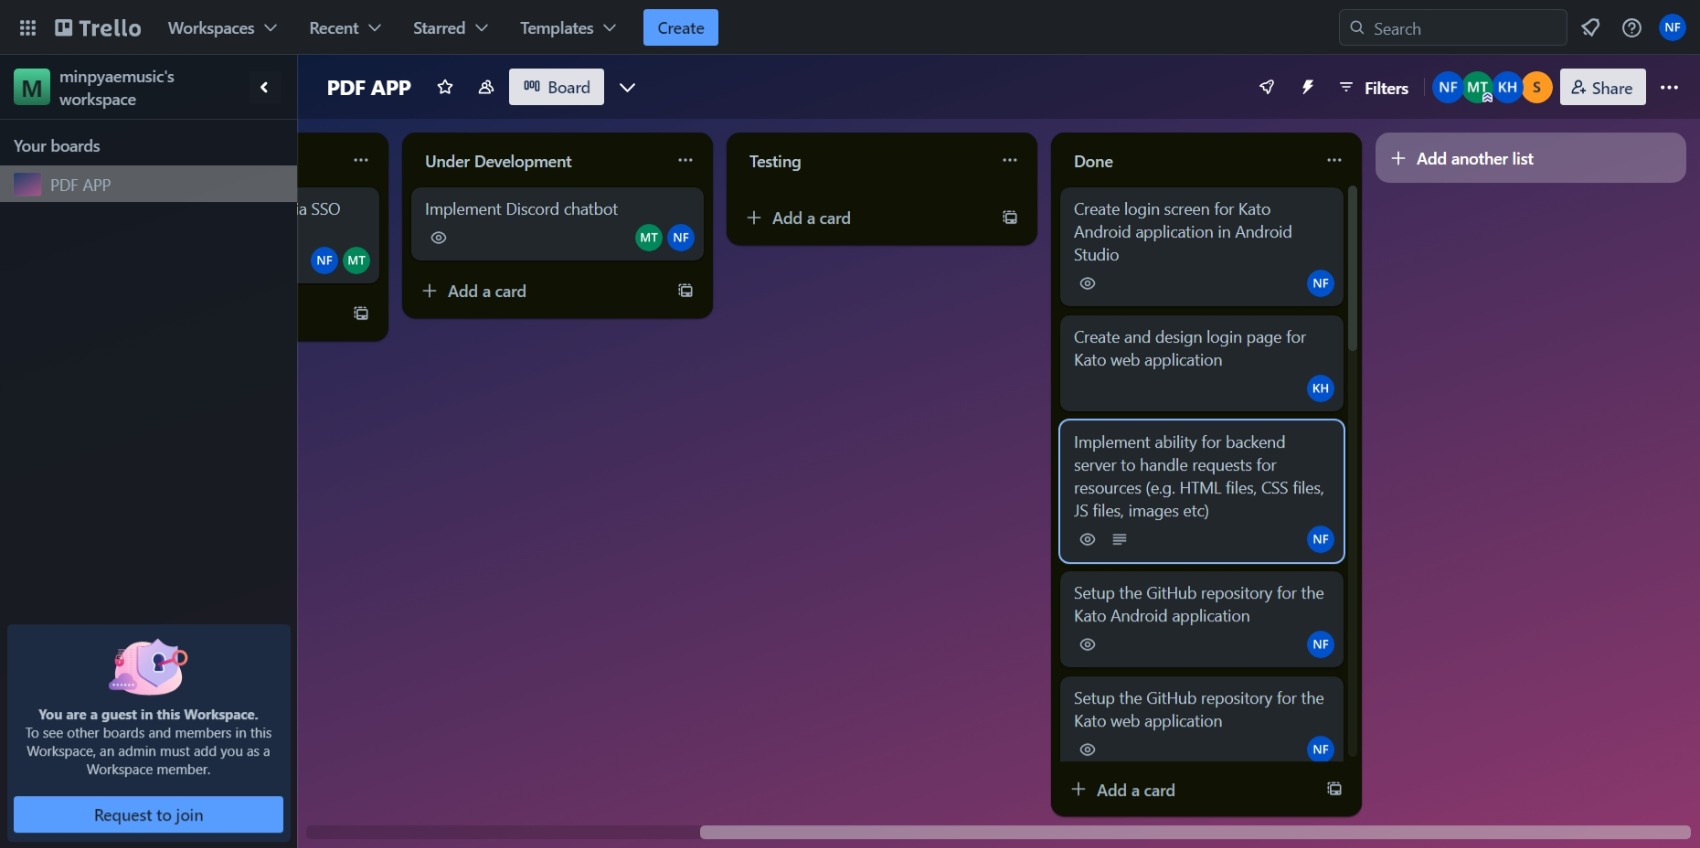 Trello
Workspaces
Recent
Starred
Templates
Create
Search
NF
M
minpyaemusic's
workspace
PDF APP
Board
Filters
NF
MT
KH
S
Share
Your boards
PDF APP
ia SSO
NF
MT
Under Development
Implement Discord chatbot
MT
NF
Add a card
Testing
Add a card
Done
Create login screen for Kato
Android application in Android
Studio
NF
Create and design login page for
Kato web application
KH
Implement ability for backend
server to handle requests for
resources (e.g. HTML files, CSS files,
JS files, images etc)
NF
Setup the GitHub repository for the
Kato Android application
NF
Setup the GitHub repository for the
Kato web application
NF
Add a card
Add another list
You are a guest in this Workspace.
To see other boards and members in this
Workspace, an admin must add you as a
Workspace member.
Request to join